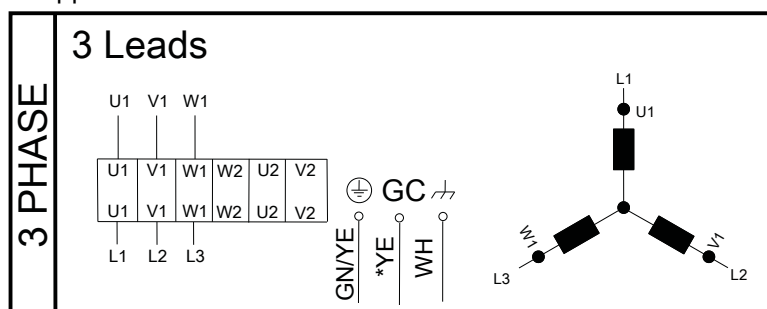 3 PHASE
3 Leads
U1 V1 W1
U1 V1 W1 W2 U2 V2
U1 V1 W1 W2 U2 V2
L1 L2 L3
GC
GN/YE
*YE
WH
L1
U1
W1
V1
L3
L2